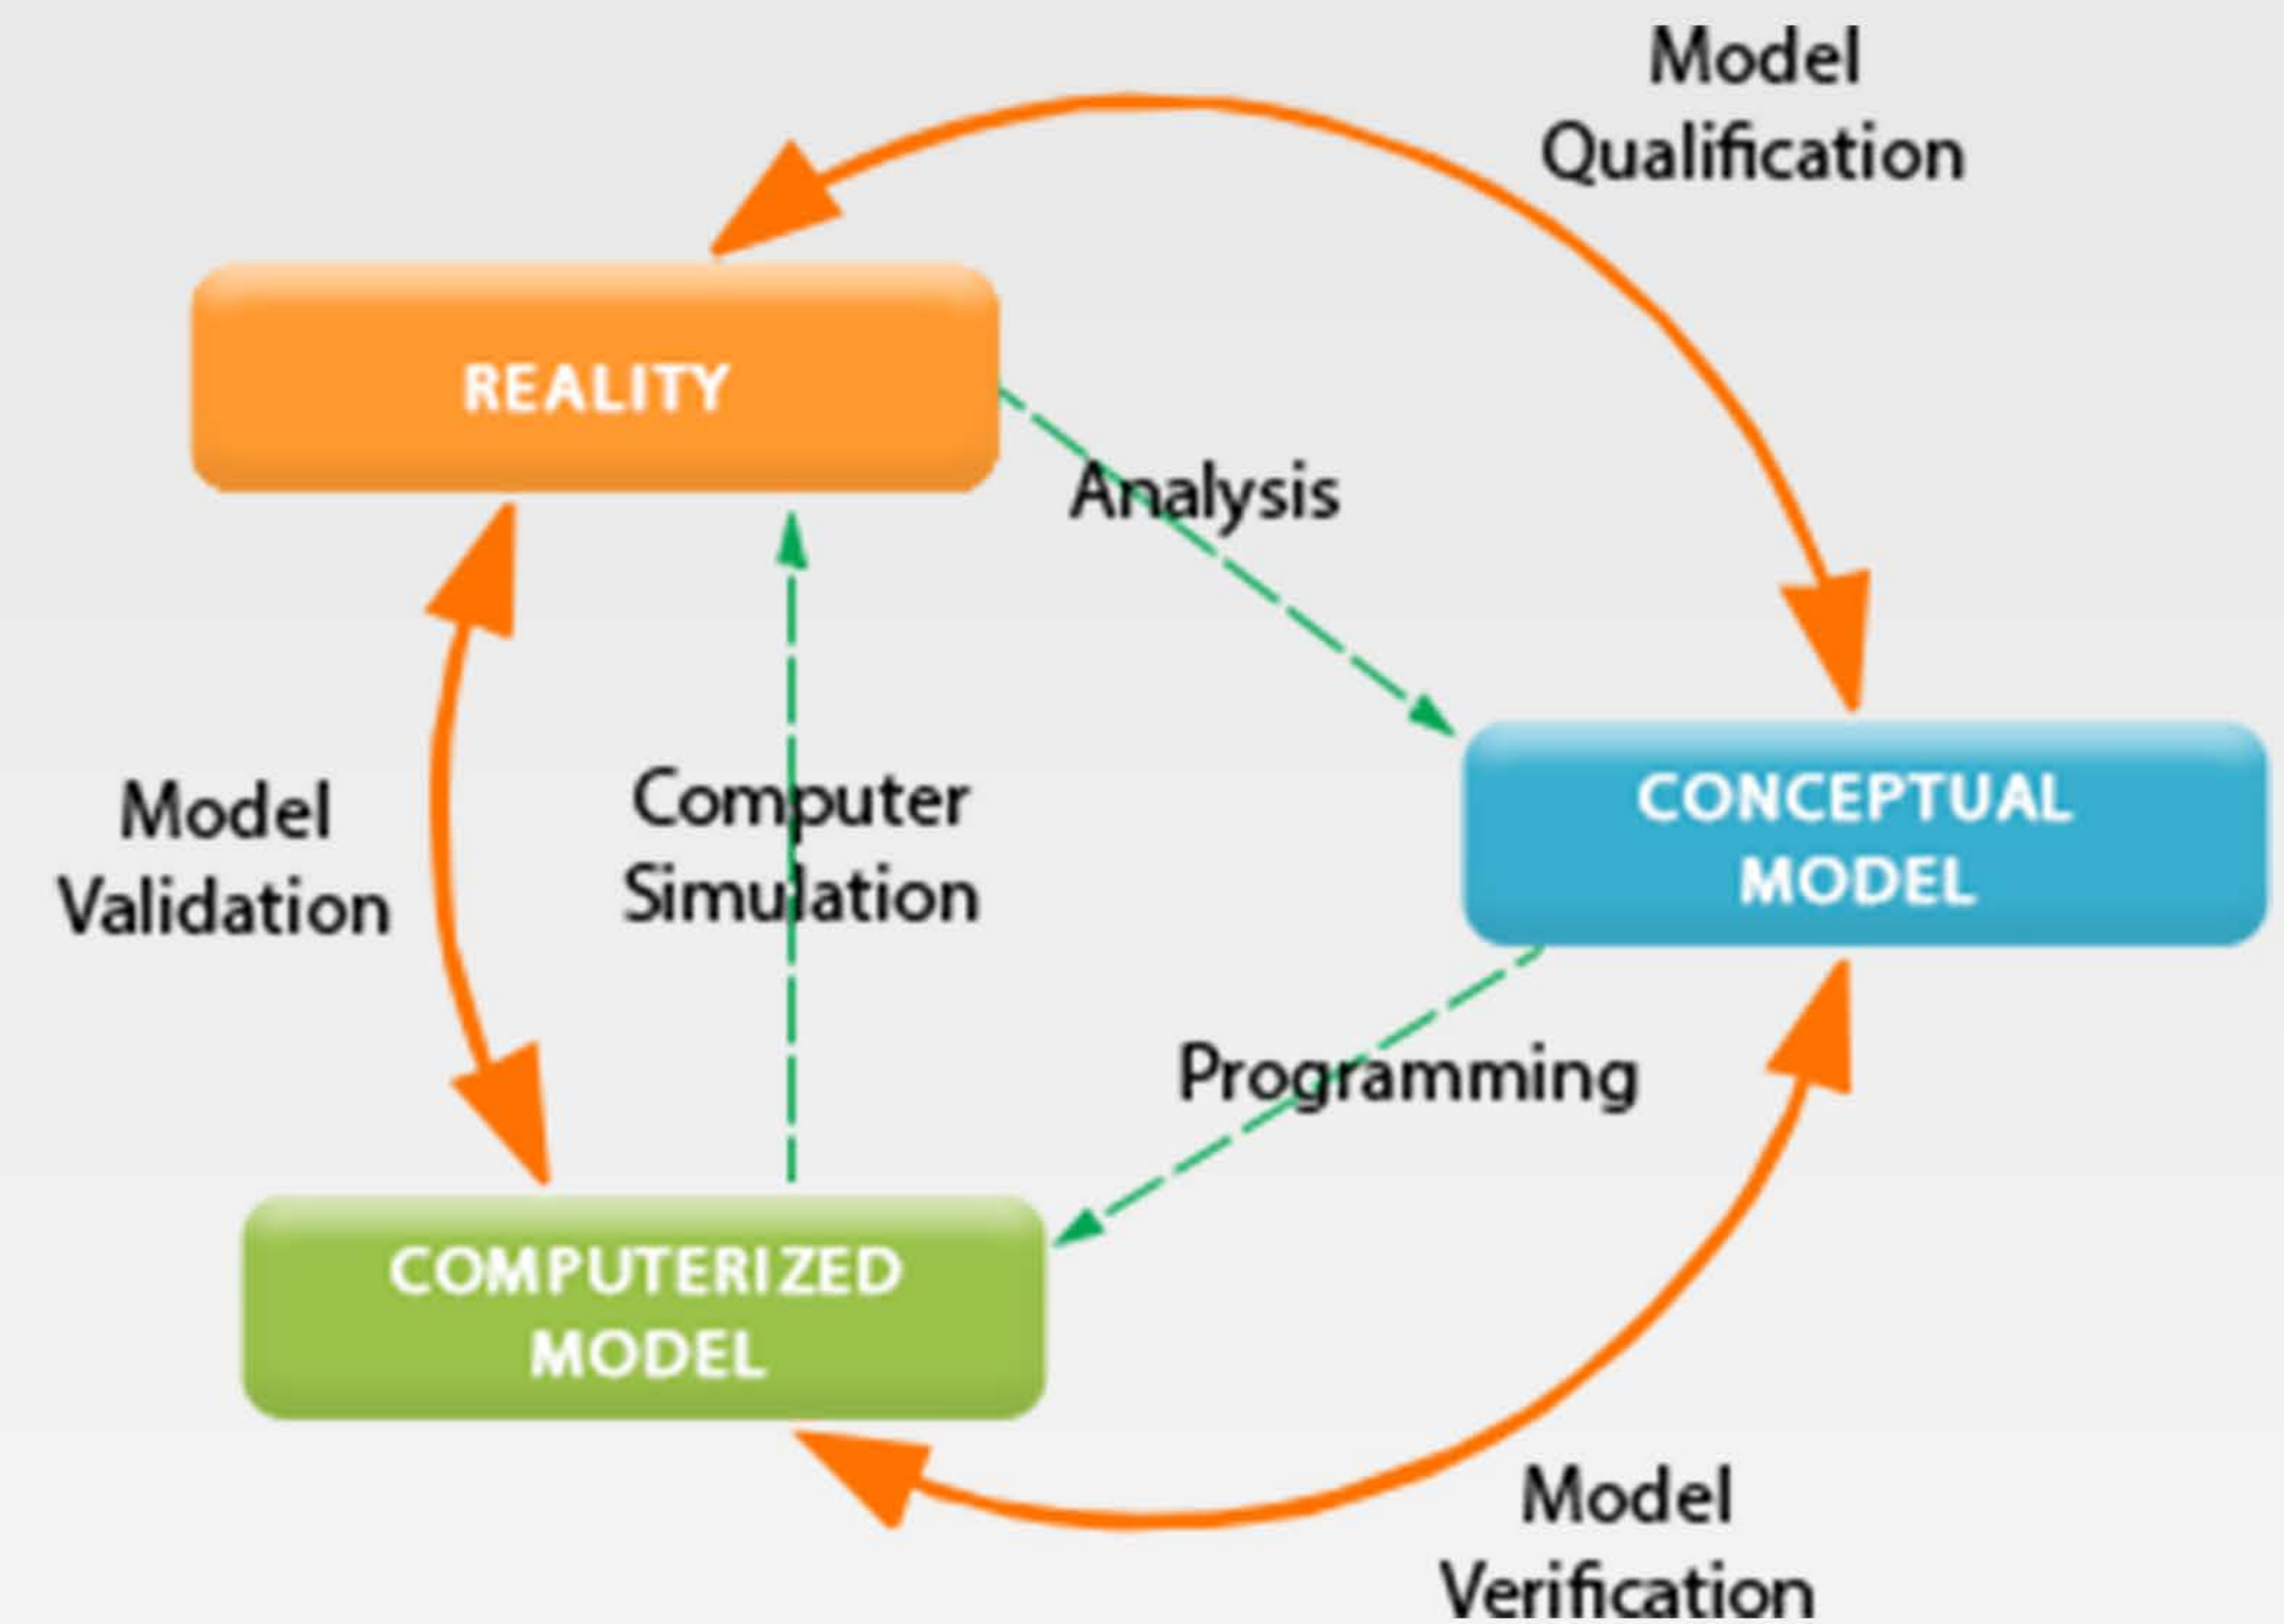 Model
Qualification
REALITY
Analysis
CONCEPTUAL
MODEL
Model
Validation
Computer
Simulation
Programming
COMPUTERIZED
MODEL
Model
Verification